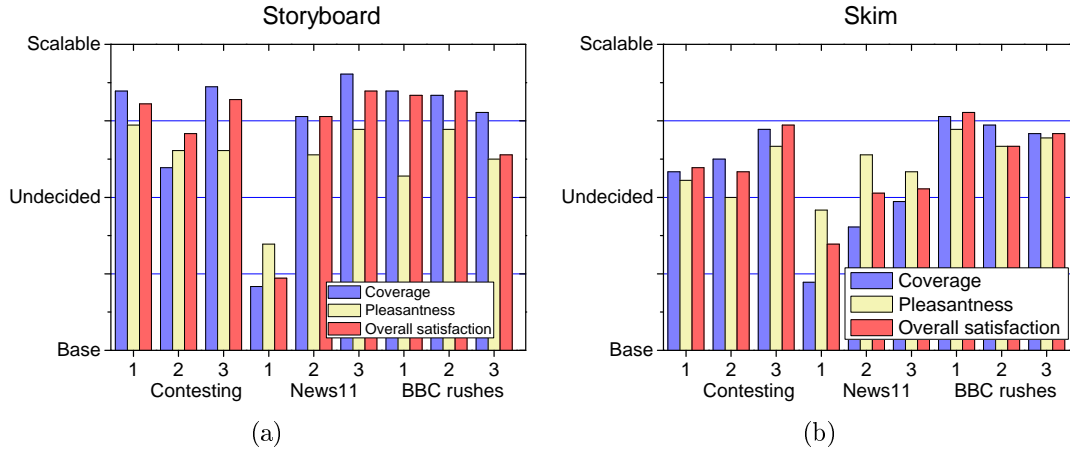 Storyboard
Scalable
Undecided
Base
Coverage
Pleasantness
Overall satisfaction
1 2 3 1 2 3 1 2 3
Contesting News11 BBC rushes
(a)
Skim
Scalable
Undecided
Base
Coverage
Pleasantness
Overall satisfaction
1 2 3 1 2 3 1 2 3
Contesting News11 BBC rushes
(b)